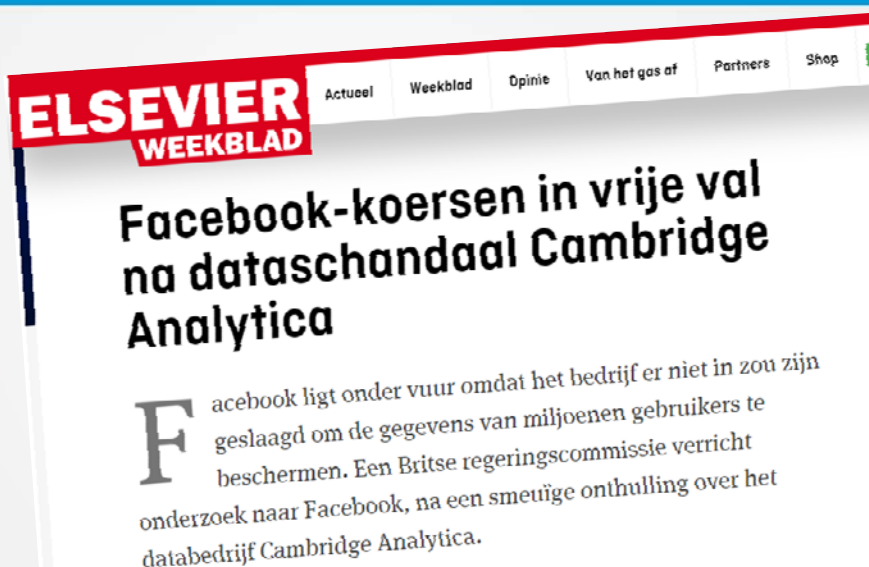 ELSEVIER
WEEKBLAD
Actueel Weekblad Opinie Van het gas af Partners Shop
Facebook-koersen in vrije val
na dataschandaal Cambridge
Analytica
Facebook ligt onder vuur omdat het bedrijf er niet in zou zijn
geslaagd om de gegevens van miljoenen gebruikers te
beschermen. Een Britse regeringscommissie verricht
onderzoek naar Facebook, na een smeuïge onthulling over het
databedrijf Cambridge Analytica.